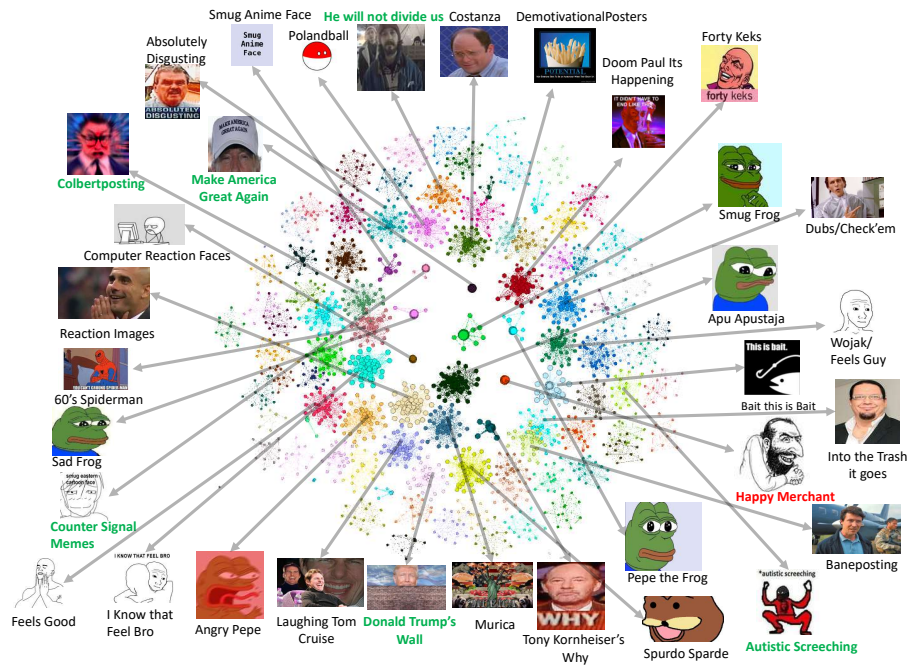 Smug Anime Face
He will not divide us
Costanza
DemotivationalPosters
Absolutely
Disgusting
Polandball
Forty Keks
Smug
Anime
Face
Doom Paul Its
Happening
POTENTIAL
IT DIDN'T HAVE TO
END LIKE THIS
forty keks
ABSOLUTELY
DISGUSTING
MAKE AMERICA
GREAT AGAIN
Colbertposting
Make America
Great Again
Smug Frog
Dubs/Check'em
Computer Reaction Faces
Apu Apustaja
Reaction Images
Wojak/
Feels Guy
This is bait.
YOU CAN'T CORNER SPIDER-MAN
60's Spiderman
Bait this is Bait
Sad Frog
Into the Trash
it goes
smug eastern
cartoon face
Happy Merchant
Counter Signal
Memes
Baneposting
I KNOW THAT FEEL BRO
*autistic screeching
Pepe the Frog
WHY
Feels Good
I Know that
Feel Bro
Angry Pepe
Laughing Tom
Cruise
Donald Trump's
Wall
Murica
Tony Kornheiser's
Why
Spurdo Sparde
Autistic Screeching